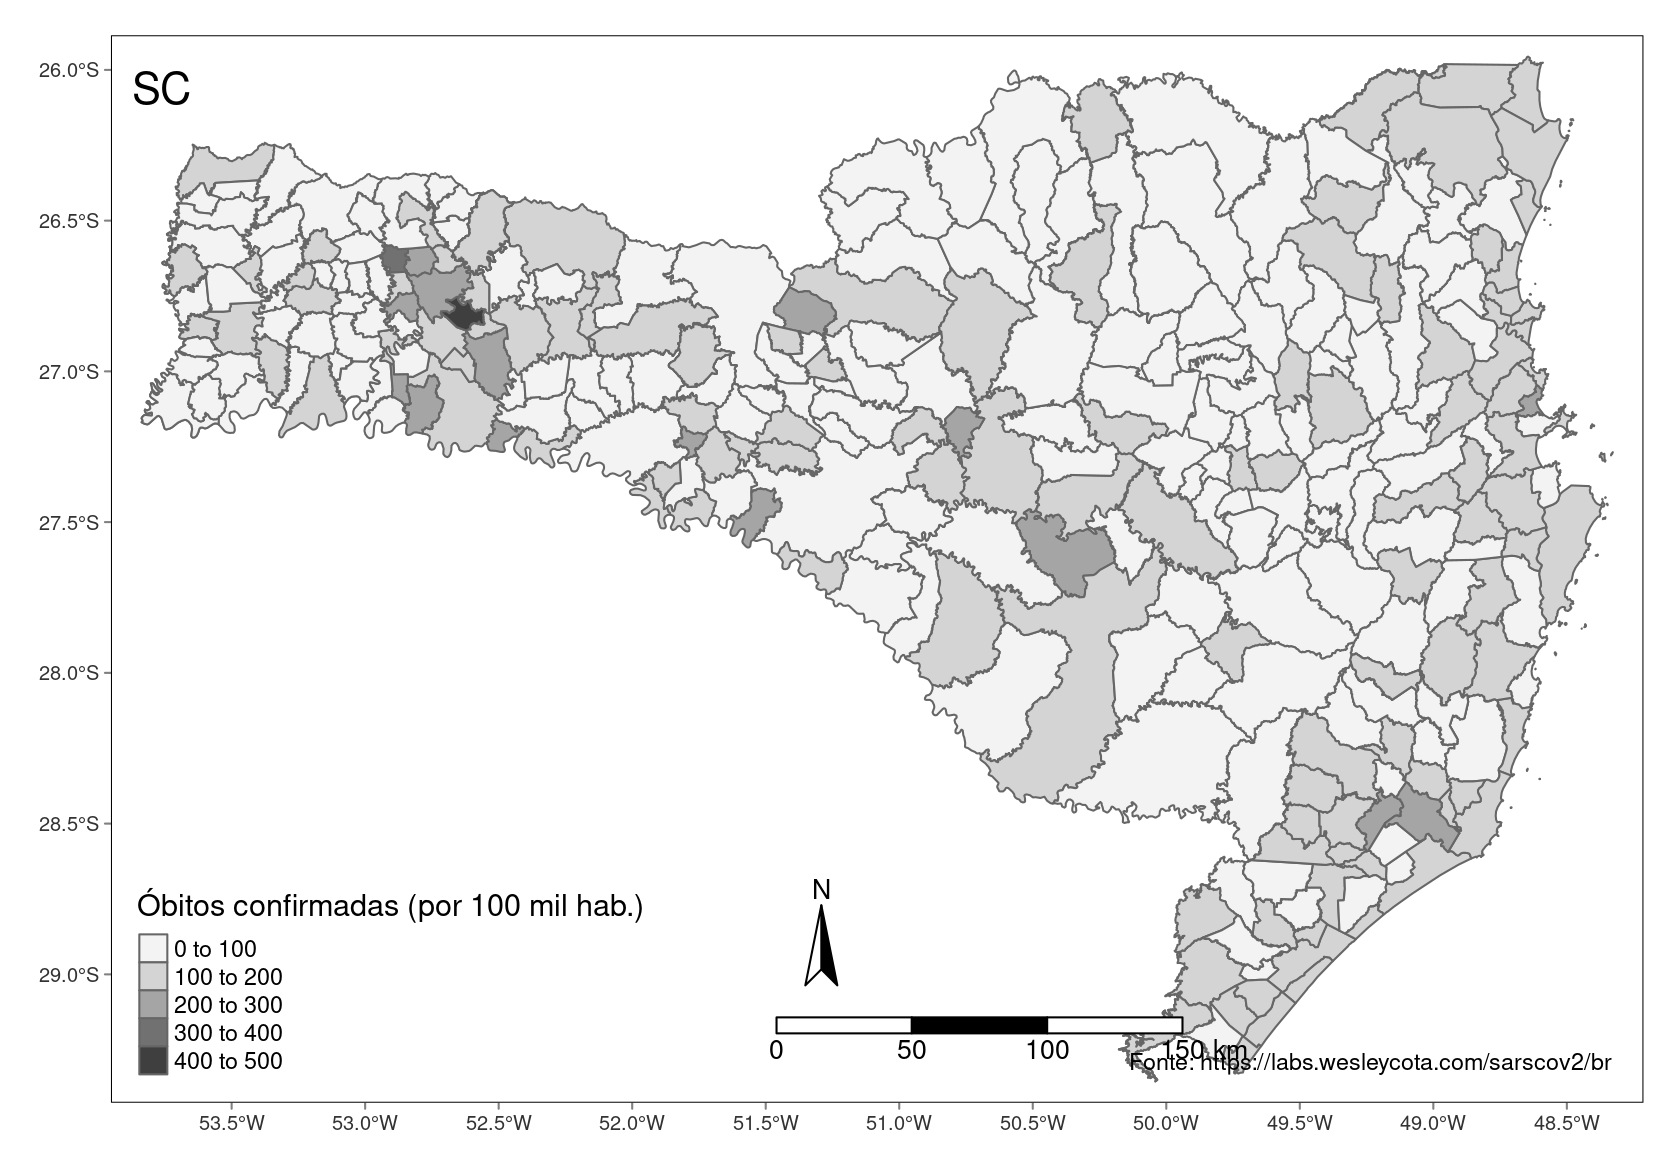 SC
26.0°S
26.5°S
27.0°S
27.5°S
28.0°S
28.5°S
29.0°S
Óbitos confirmadas (por 100 mil hab.)
0 to 100
100 to 200
200 to 300
300 to 400
400 to 500
N
0 50 100 150 km
Fonte: https://labs.wesleycota.com/sarscov2/br
53.5°W 53.0°W 52.5°W 52.0°W 51.5°W 51.0°W 50.5°W 50.0°W 49.5°W 49.0°W 48.5°W